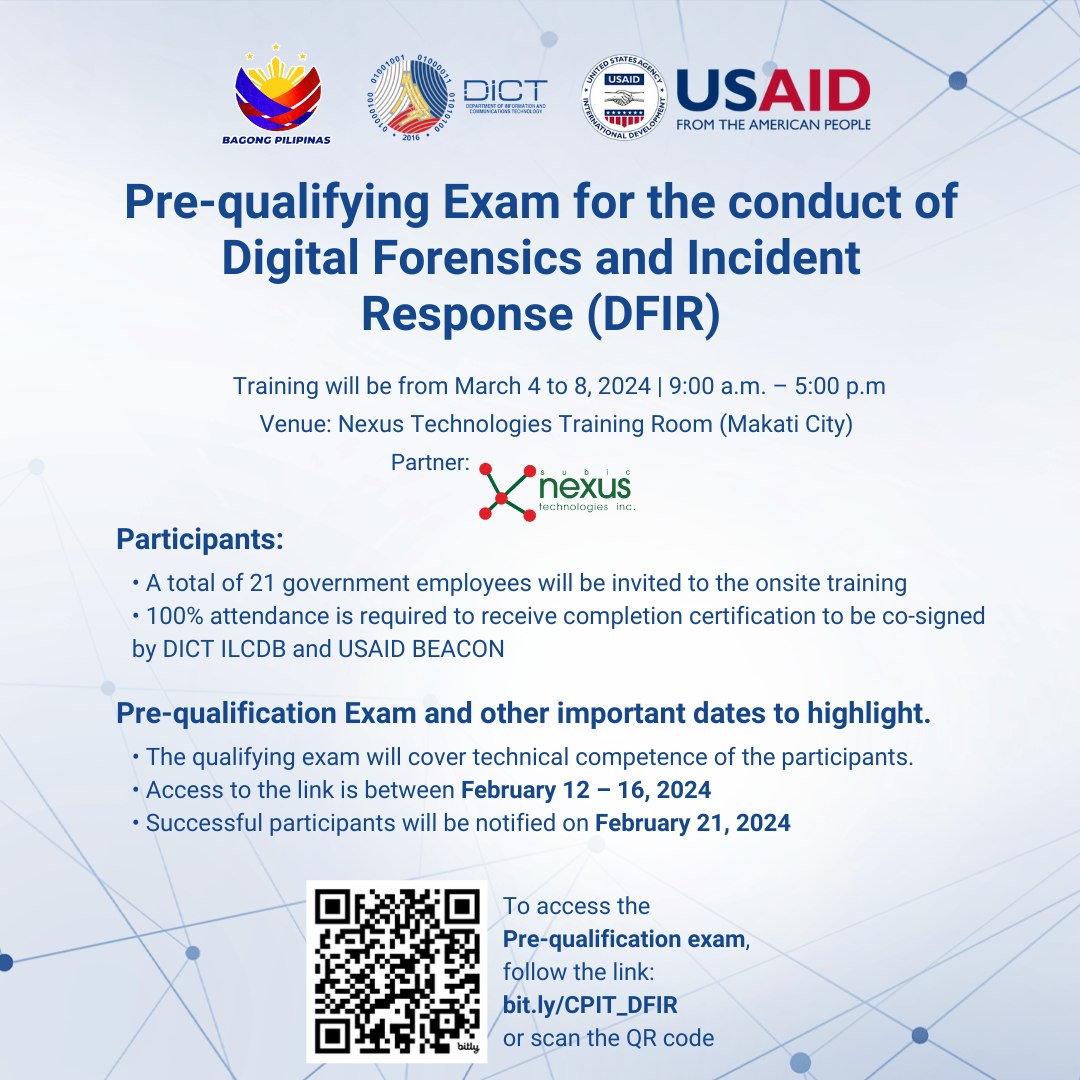 BAGONG PILIPINAS
01000100 01001001 01000011 01010100
2016
DICT
DEPARTMENT OF INFORMATION AND
COMMUNICATIONS TECHNOLOGY
UNITED STATES AGENCY
USAID
INTERNATIONAL DEVELOPMENT
USAID
FROM THE AMERICAN PEOPLE
Pre-qualifying Exam for the conduct of
Digital Forensics and Incident
Response (DFIR)
Training will be from March 4 to 8, 2024 | 9:00 a.m. – 5:00 p.m
Venue: Nexus Technologies Training Room (Makati City)
Partner:
subic
nexus
technologies inc.
Participants:
• A total of 21 government employees will be invited to the onsite training
• 100% attendance is required to receive completion certification to be co-signed
by DICT ILCDB and USAID BEACON
Pre-qualification Exam and other important dates to highlight.
• The qualifying exam will cover technical competence of the participants.
• Access to the link is between February 12 – 16, 2024
• Successful participants will be notified on February 21, 2024
To access the
Pre-qualification exam,
follow the link:
bit.ly/CPIT_DFIR
or scan the QR code
bitly